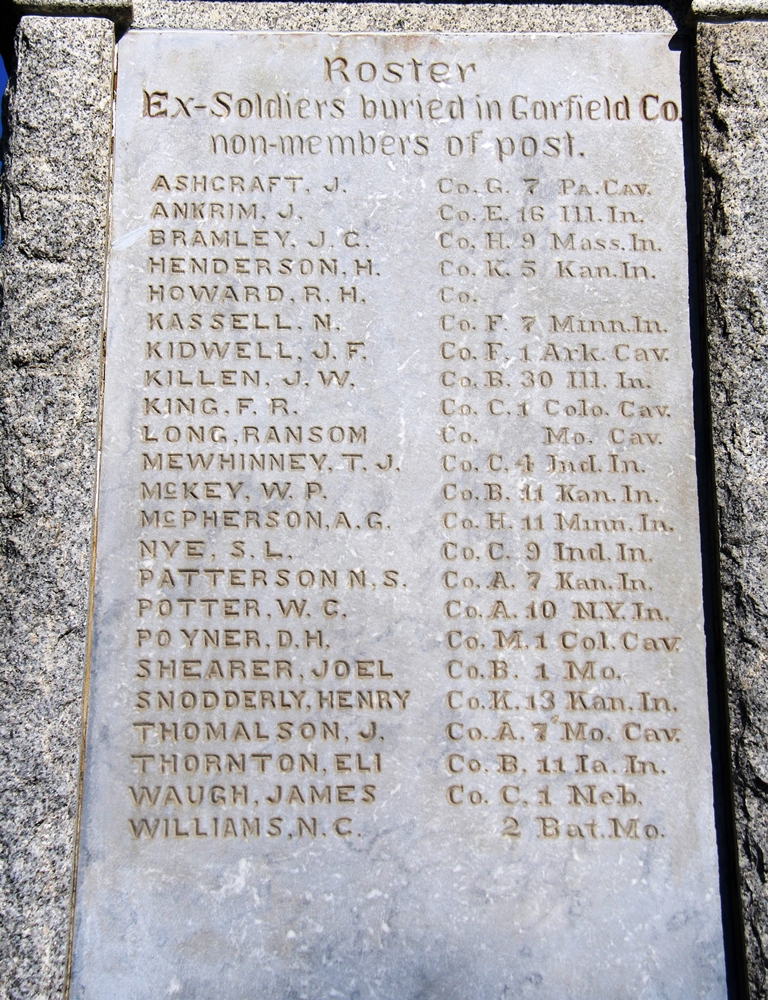 Roster
Ex-Soldiers buried in Garfield Co.
non-members of post.
ASHCRAFT, J. Co. G. 7 Pa. Cav.
ANKRIM, J. Co. E. 16 Ill. In.
BRAMLEY, J. C. Co. H. 9 Mass. In.
HENDERSON, H. Co. K. 5 Kan. In.
HOWARD, R. H. Co.
KASSELL, N. Co. F. 7 Minn. In.
KIDWELL, J. F. Co. F. 1 Ark. Cav.
KILLEN, J. W. Co. B. 30 Ill. In.
KING, F. R. Co. C. 1 Colo. Cav.
LONG, RANSOM Co. Mo. Cav.
MEWHINNEY, T. J. Co. C. 4 Ind. In.
McKEY, W. P. Co. B. 11 Kan. In.
McPHERSON, A. G. Co. H. 11 Minn. In.
NYE, S. L. Co. C. 9 Ind. In.
PATTERSON N. S. Co. A. 7 Kan. In.
POTTER, W. C. Co. A. 10 N.Y. In.
POYNER, D. H. Co. M. 1 Col. Cav.
SHEARER, JOEL Co. B. 1 Mo.
SNODDERLY, HENRY Co. K. 13 Kan. In.
THOMALSON, J. Co. A. 7 Mo. Cav.
THORNTON, ELI Co. B. 11 Ia. In.
WAUGH, JAMES Co. C. 1 Neb.
WILLIAMS, N. C. 2 Bat. Mo.